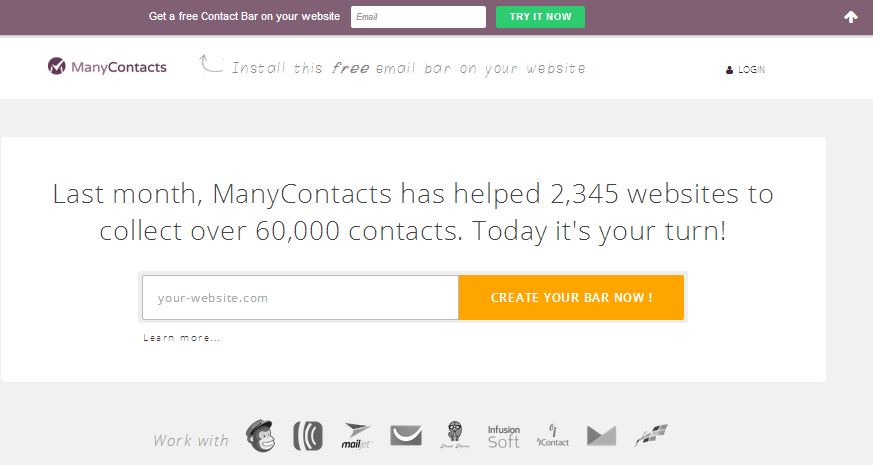 Get a free Contact Bar on your website Email TRY IT NOW
ManyContacts Install this free email bar on your website LOGIN
Last month, ManyContacts has helped 2,345 websites to
collect over 60,000 contacts. Today it's your turn!
your-website.com CREATE YOUR BAR NOW !
Learn more...
Work with mailjet Infusion Soft iContact